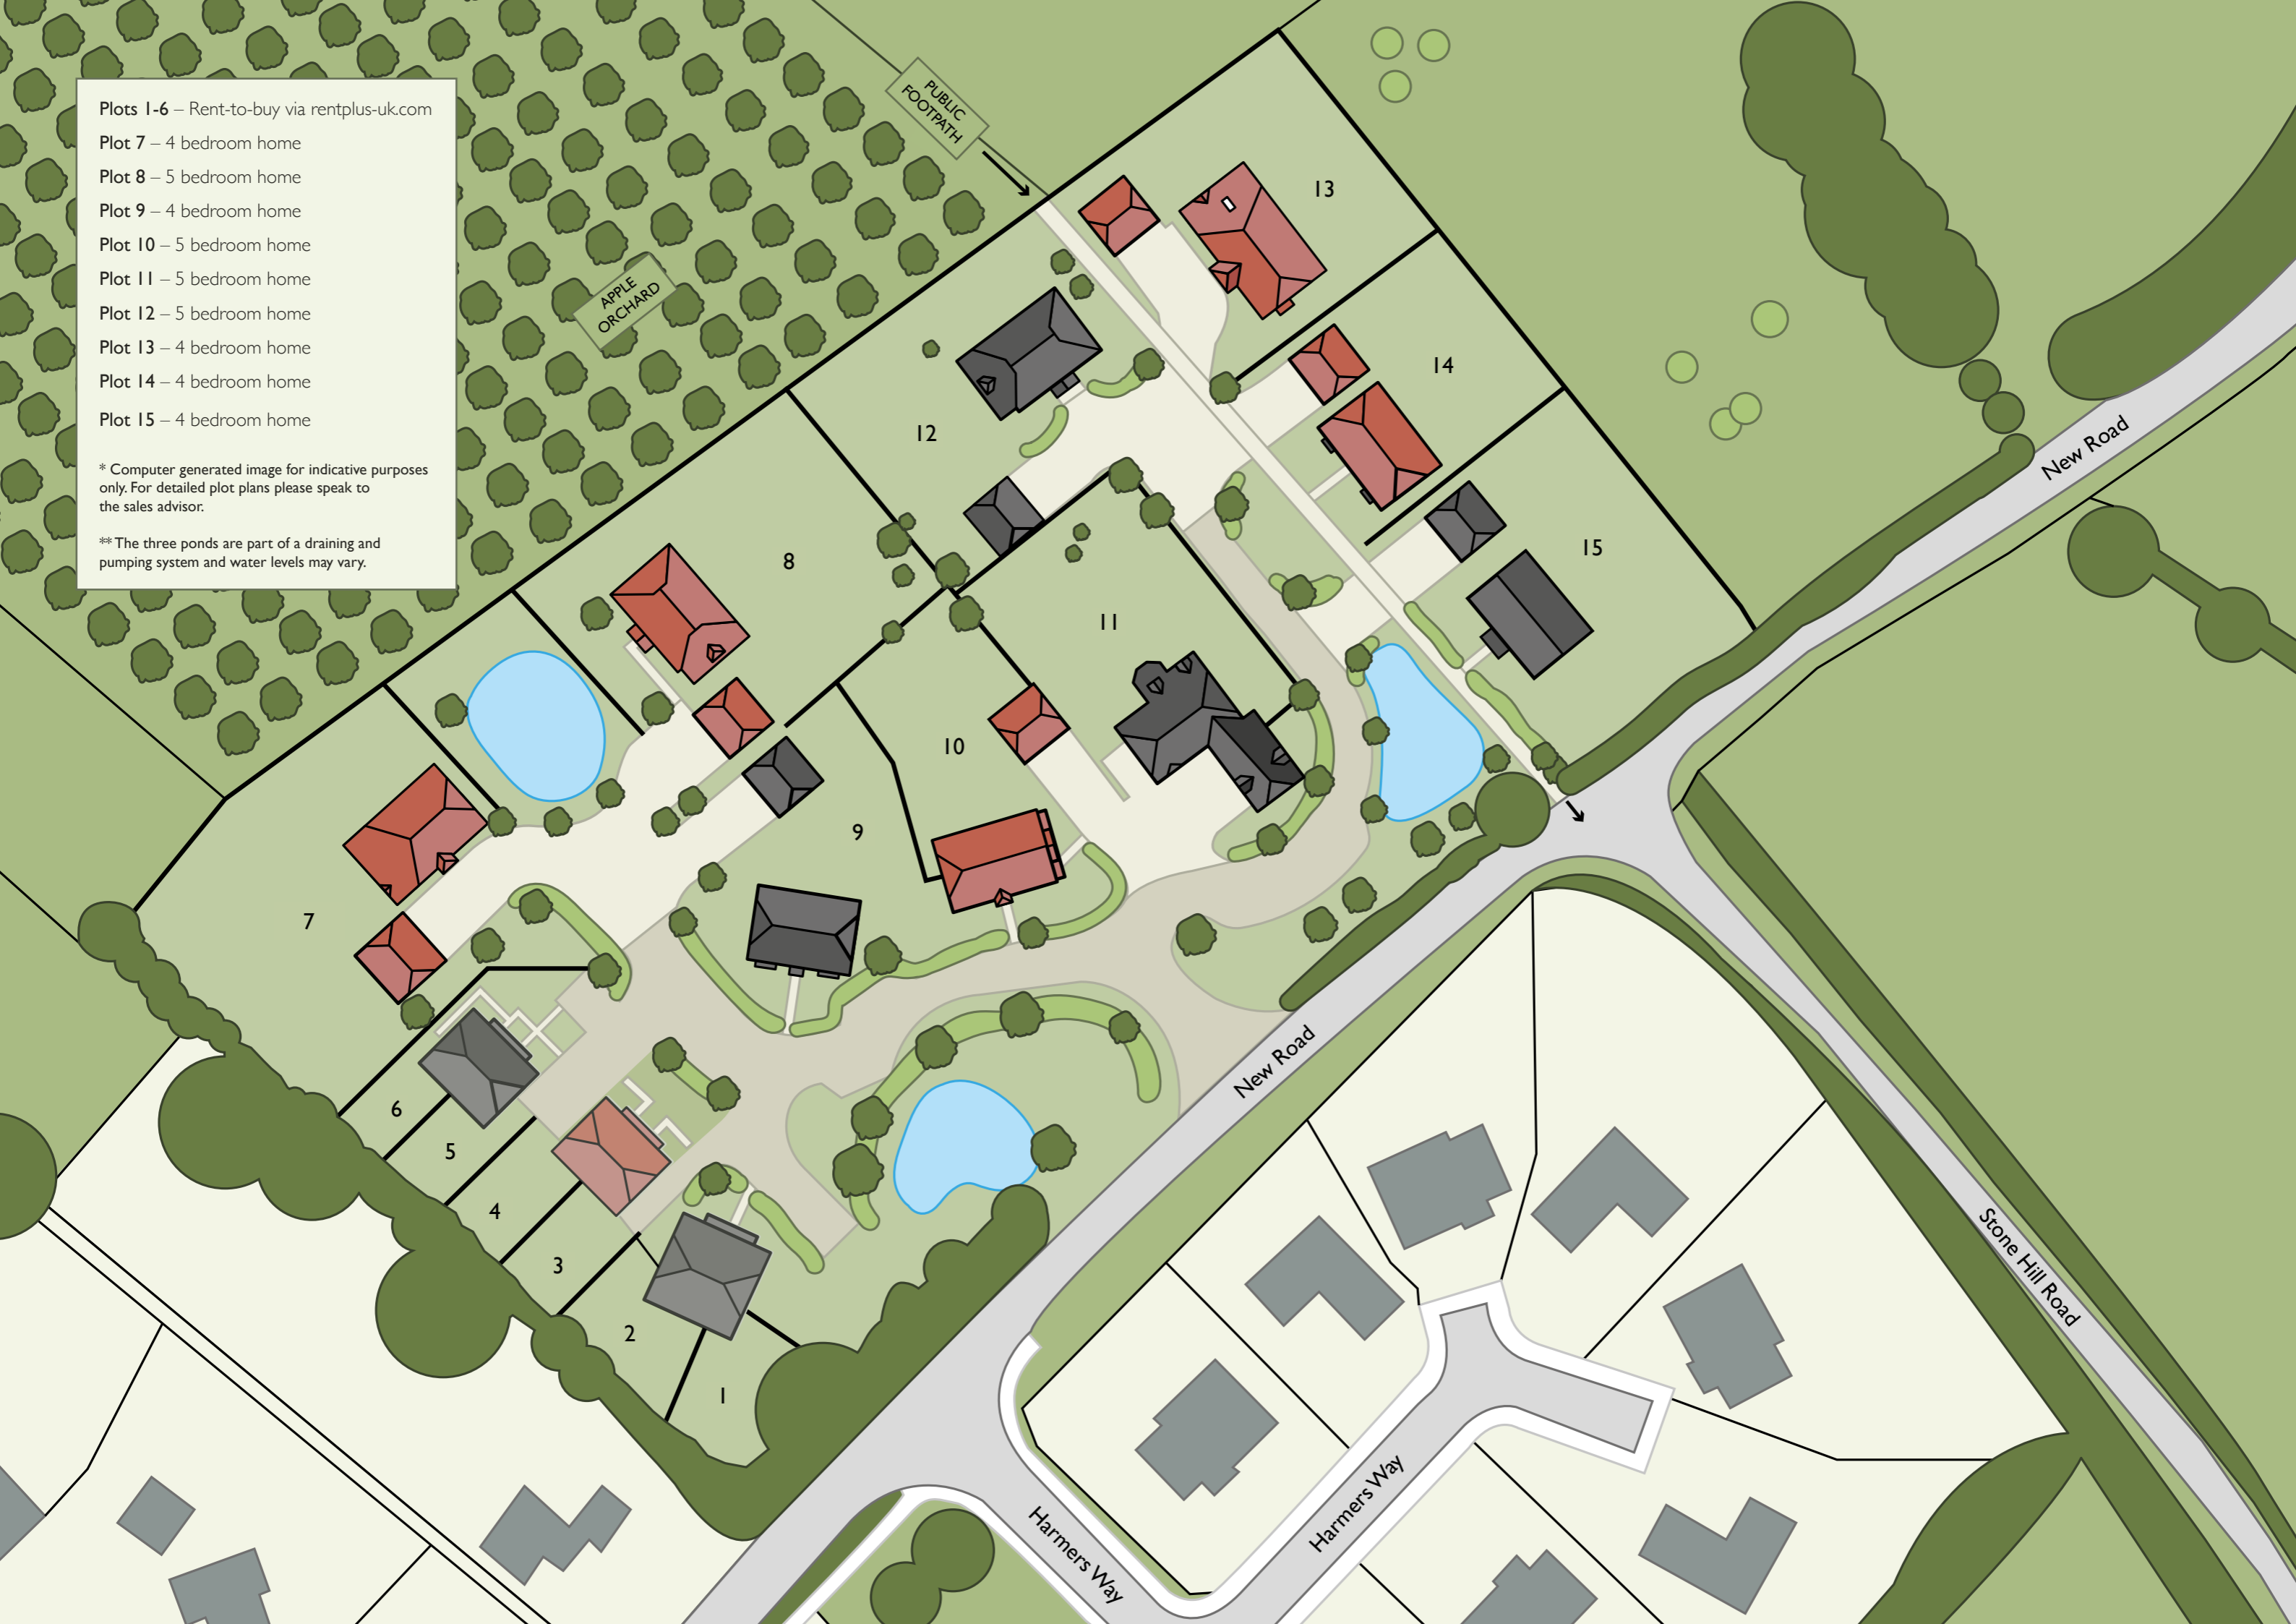 Plots 1-6 – Rent-to-buy via rentplus-uk.com
Plot 7 – 4 bedroom home
Plot 8 – 5 bedroom home
Plot 9 – 4 bedroom home
Plot 10 – 5 bedroom home
Plot 11 – 5 bedroom home
Plot 12 – 5 bedroom home
Plot 13 – 4 bedroom home
Plot 14 – 4 bedroom home
Plot 15 – 4 bedroom home
* Computer generated image for indicative purposes
only. For detailed plot plans please speak to
the sales advisor.
** The three ponds are part of a draining and
pumping system and water levels may vary.
PUBLIC
FOOTPATH
APPLE
ORCHARD
13
14
12
15
8
11
10
9
7
6
5
4
3
2
1
New Road
New Road
Stone Hill Road
Harmers Way
Harmers Way